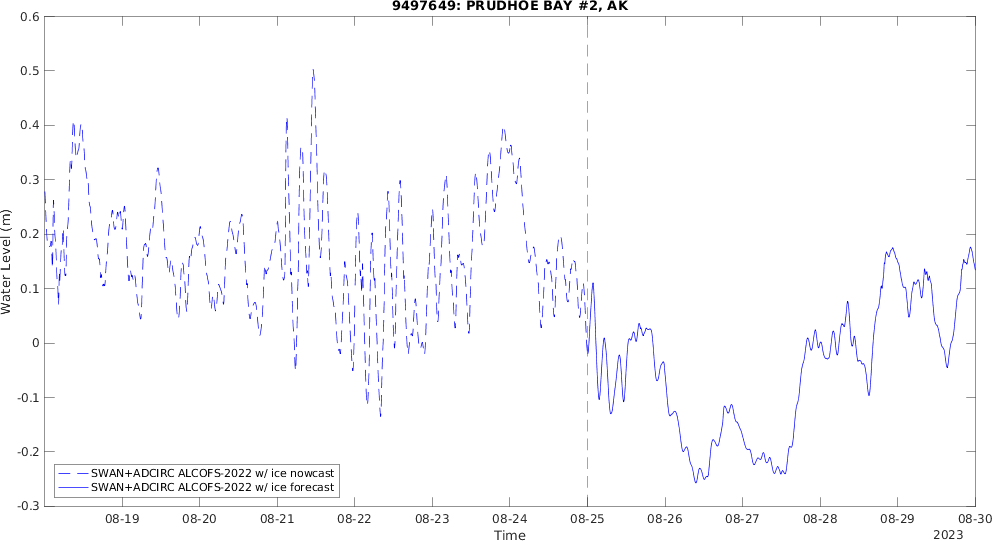 9497649: PRUDHOE BAY #2, AK
0.6
0.5
0.4
0.3
0.2
0.1
0
-0.1
-0.2
-0.3
Water Level (m)
SWAN+ADCIRC ALCOFS-2022 w/ ice nowcast
SWAN+ADCIRC ALCOFS-2022 w/ ice forecast
08-19 08-20 08-21 08-22 08-23 08-24 08-25 08-26 08-27 08-28 08-29 08-30
Time
2023